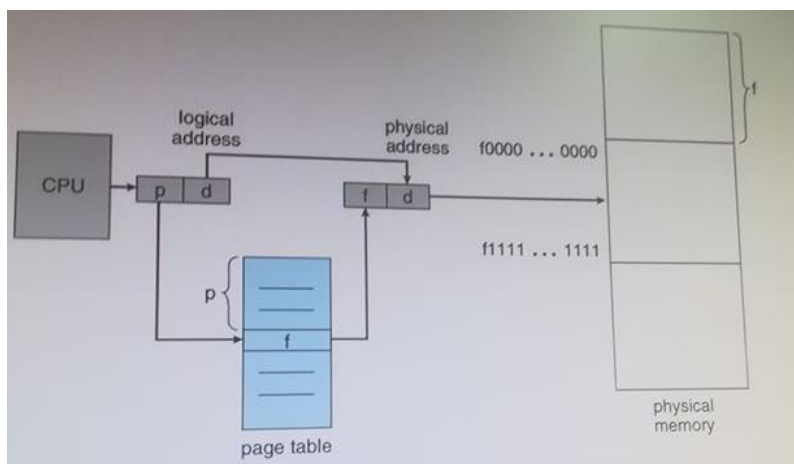 logical
address
physical
address
f0000 ... 0000
f
CPU
p
d
f
d
f1111 ... 1111
p
f
page table
physical
memory